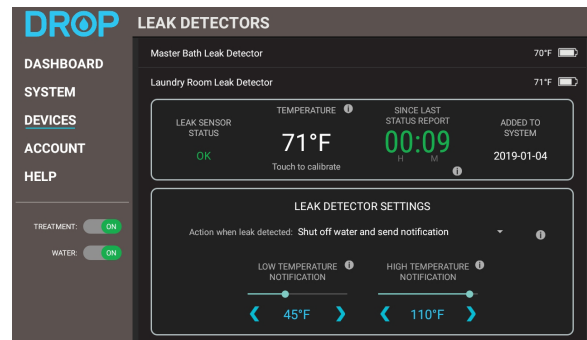 DROP
LEAK DETECTORS
Master Bath Leak Detector 70°F
Laundry Room Leak Detector 71°F
DASHBOARD
SYSTEM
DEVICES
ACCOUNT
HELP
TREATMENT: ON
WATER: ON
LEAK SENSOR
STATUS
OK
TEMPERATURE
71°F
Touch to calibrate
SINCE LAST
STATUS REPORT
00:09
H M
ADDED TO
SYSTEM
2019-01-04
LEAK DETECTOR SETTINGS
Action when leak detected: Shut off water and send notification
LOW TEMPERATURE
NOTIFICATION
45°F
HIGH TEMPERATURE
NOTIFICATION
110°F